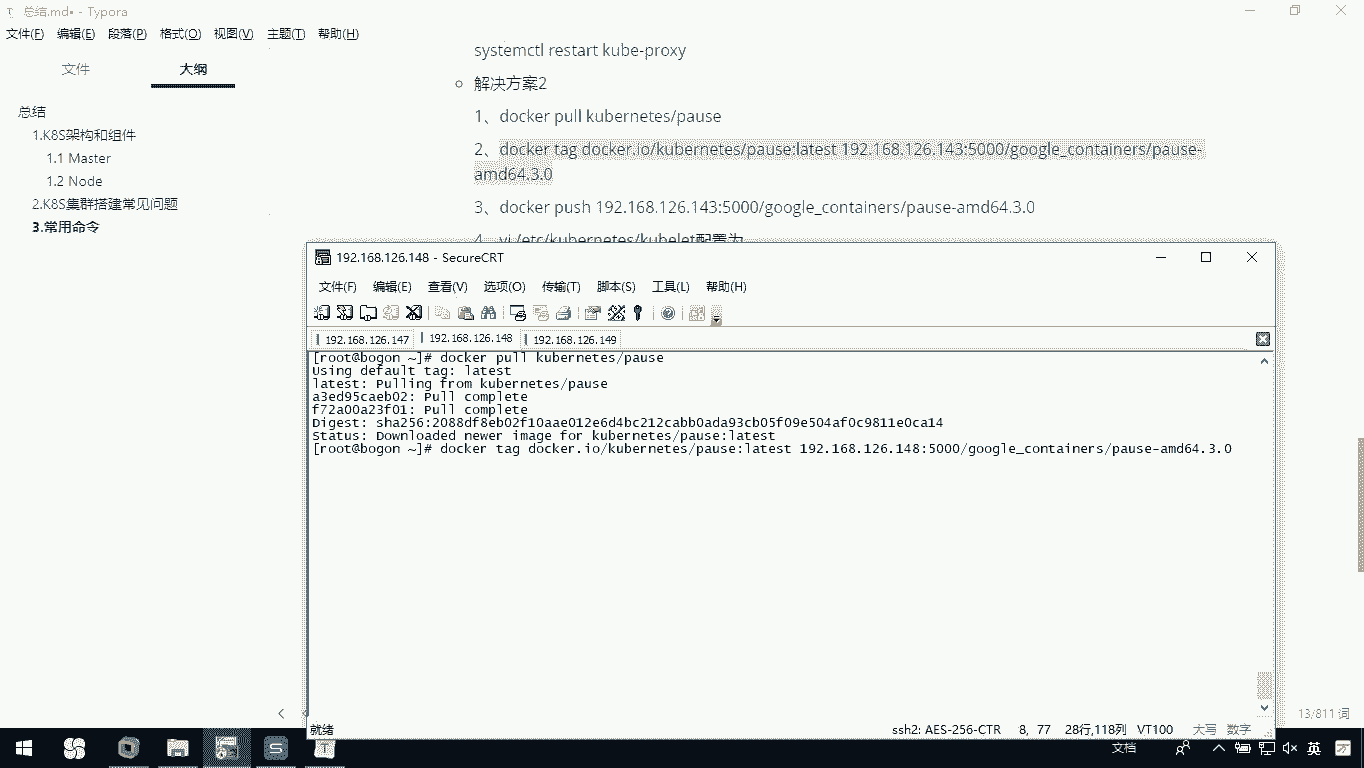 总结.md• - Typora
文件(F) 编辑(E) 段落(P) 格式(O) 视图(V) 主题(T) 帮助(H)
文件 大纲
总结
1.K8S架构和组件
1.1 Master
1.2 Node
2.K8S集群搭建常见问题
3.常用命令
systemctl restart kube-proxy
解决方案2
1、docker pull kubernetes/pause
2、docker tag docker.io/kubernetes/pause:latest 192.168.126.143:5000/google_containers/pause-
amd64.3.0
3、docker push 192.168.126.143:5000/google_containers/pause-amd64.3.0
4、vi /etc/kubernetes/kubelet配置为
192.168.126.148 - SecureCRT
文件(F) 编辑(E) 查看(V) 选项(O) 传输(T) 脚本(S) 工具(L) 帮助(H)
192.168.126.147 192.168.126.148 192.168.126.149
[root@bogon ~]# docker pull kubernetes/pause
Using default tag: latest
latest: Pulling from kubernetes/pause
a3ed95caeb02: Pull complete
f72a00a23f01: Pull complete
Digest: sha256:2088df8eb02f10aae012e6d4bc212cabb0ada93cb05f09e504af0c9811e0ca14
Status: Downloaded newer image for kubernetes/pause:latest
[root@bogon ~]# docker tag docker.io/kubernetes/pause:latest 192.168.126.148:5000/google_containers/pause-amd64.3.0
就绪 ssh2: AES-256-CTR 8, 77 28行,118列 VT100 大写 数字
13/811 词
文档 英